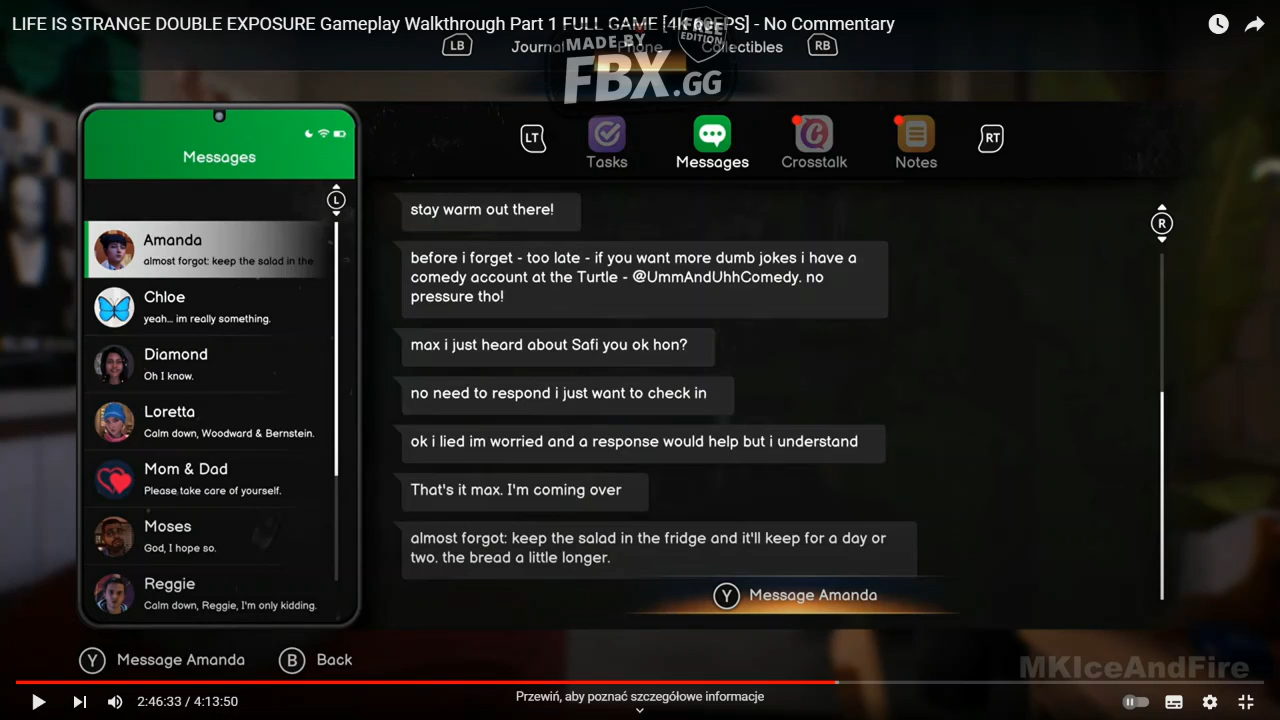 LIFE IS STRANGE DOUBLE EXPOSURE Gameplay Walkthrough Part 1 FULL GAME [4K 60FPS] - No Commentary
LB Journal Phone Collectibles RB
MADE BY FREE EDITION
FBX.GG
Messages
L
Amanda
almost forgot: keep the salad in the
Chloe
yeah... im really something.
Diamond
Oh I know.
Loretta
Calm down, Woodward & Bernstein.
Mom & Dad
Please take care of yourself.
Moses
God, I hope so.
Reggie
Calm down, Reggie, I'm only kidding.
LT Tasks Messages Crosstalk Notes RT
R
stay warm out there!
before i forget - too late - if you want more dumb jokes i have a
comedy account at the Turtle - @UmmAndUhhComedy. no
pressure tho!
max i just heard about Safi you ok hon?
no need to respond i just want to check in
ok i lied im worried and a response would help but i understand
That's it max. I'm coming over
almost forgot: keep the salad in the fridge and it'll keep for a day or
two. the bread a little longer.
Y Message Amanda
Y Message Amanda B Back
MKIceAndFire
2:46:33 / 4:13:50
Przewiń, aby poznać szczegółowe informacje